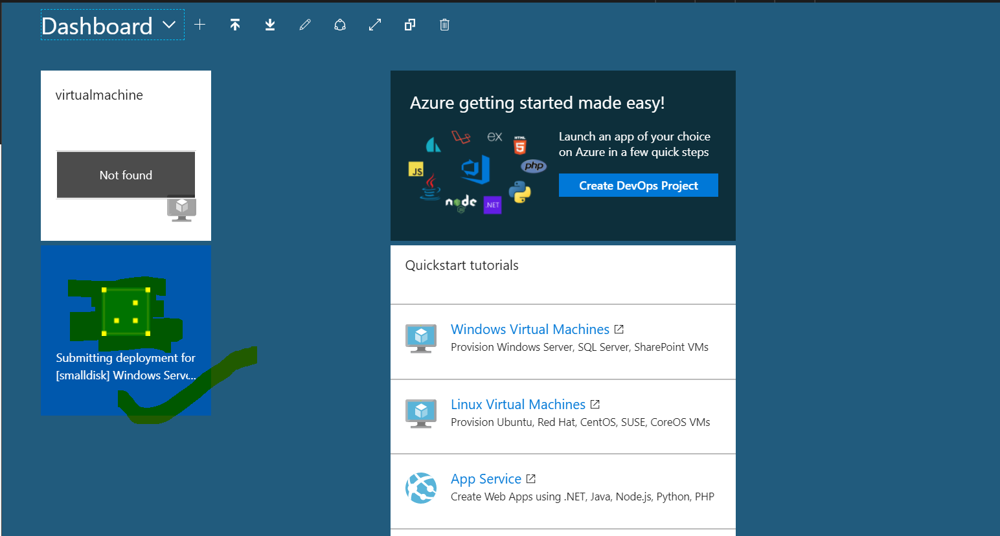 Dashboard
virtualmachine
Not found
Submitting deployment for
[smalldisk] Windows Serve...
Azure getting started made easy!
ex
HTML
5
JS
php
node
JS
.NET
Launch an app of your choice
on Azure in a few quick steps
Create DevOps Project
Quickstart tutorials
Windows Virtual Machines
Provision Windows Server, SQL Server, SharePoint VMs
Linux Virtual Machines
Provision Ubuntu, Red Hat, CentOS, SUSE, CoreOS VMs
App Service
Create Web Apps using .NET, Java, Node.js, Python, PHP